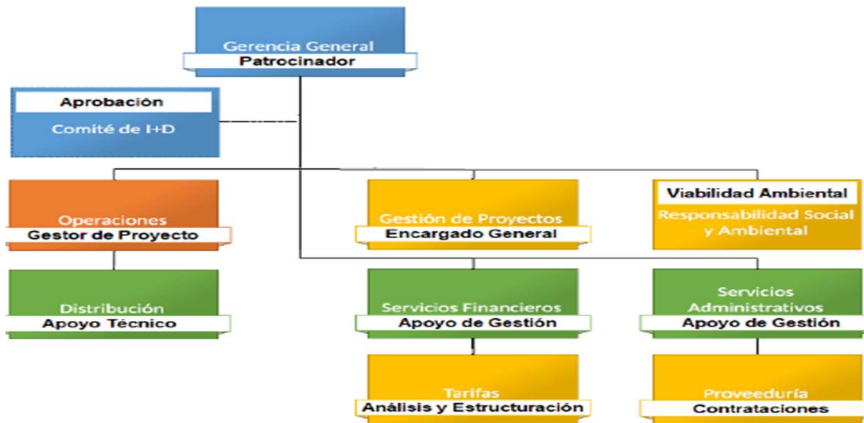 Gerencia General
Patrocinador
Aprobación
Comité de I+D
Operaciones
Gestor de Proyecto
Gestión de Proyectos
Encargado General
Viabilidad Ambiental
Responsabilidad Social
y Ambiental
Distribución
Apoyo Técnico
Servicios Financieros
Apoyo de Gestión
Servicios
Administrativos
Apoyo de Gestión
Tarifas
Análisis y Estructuración
Proveeduría
Contrataciones